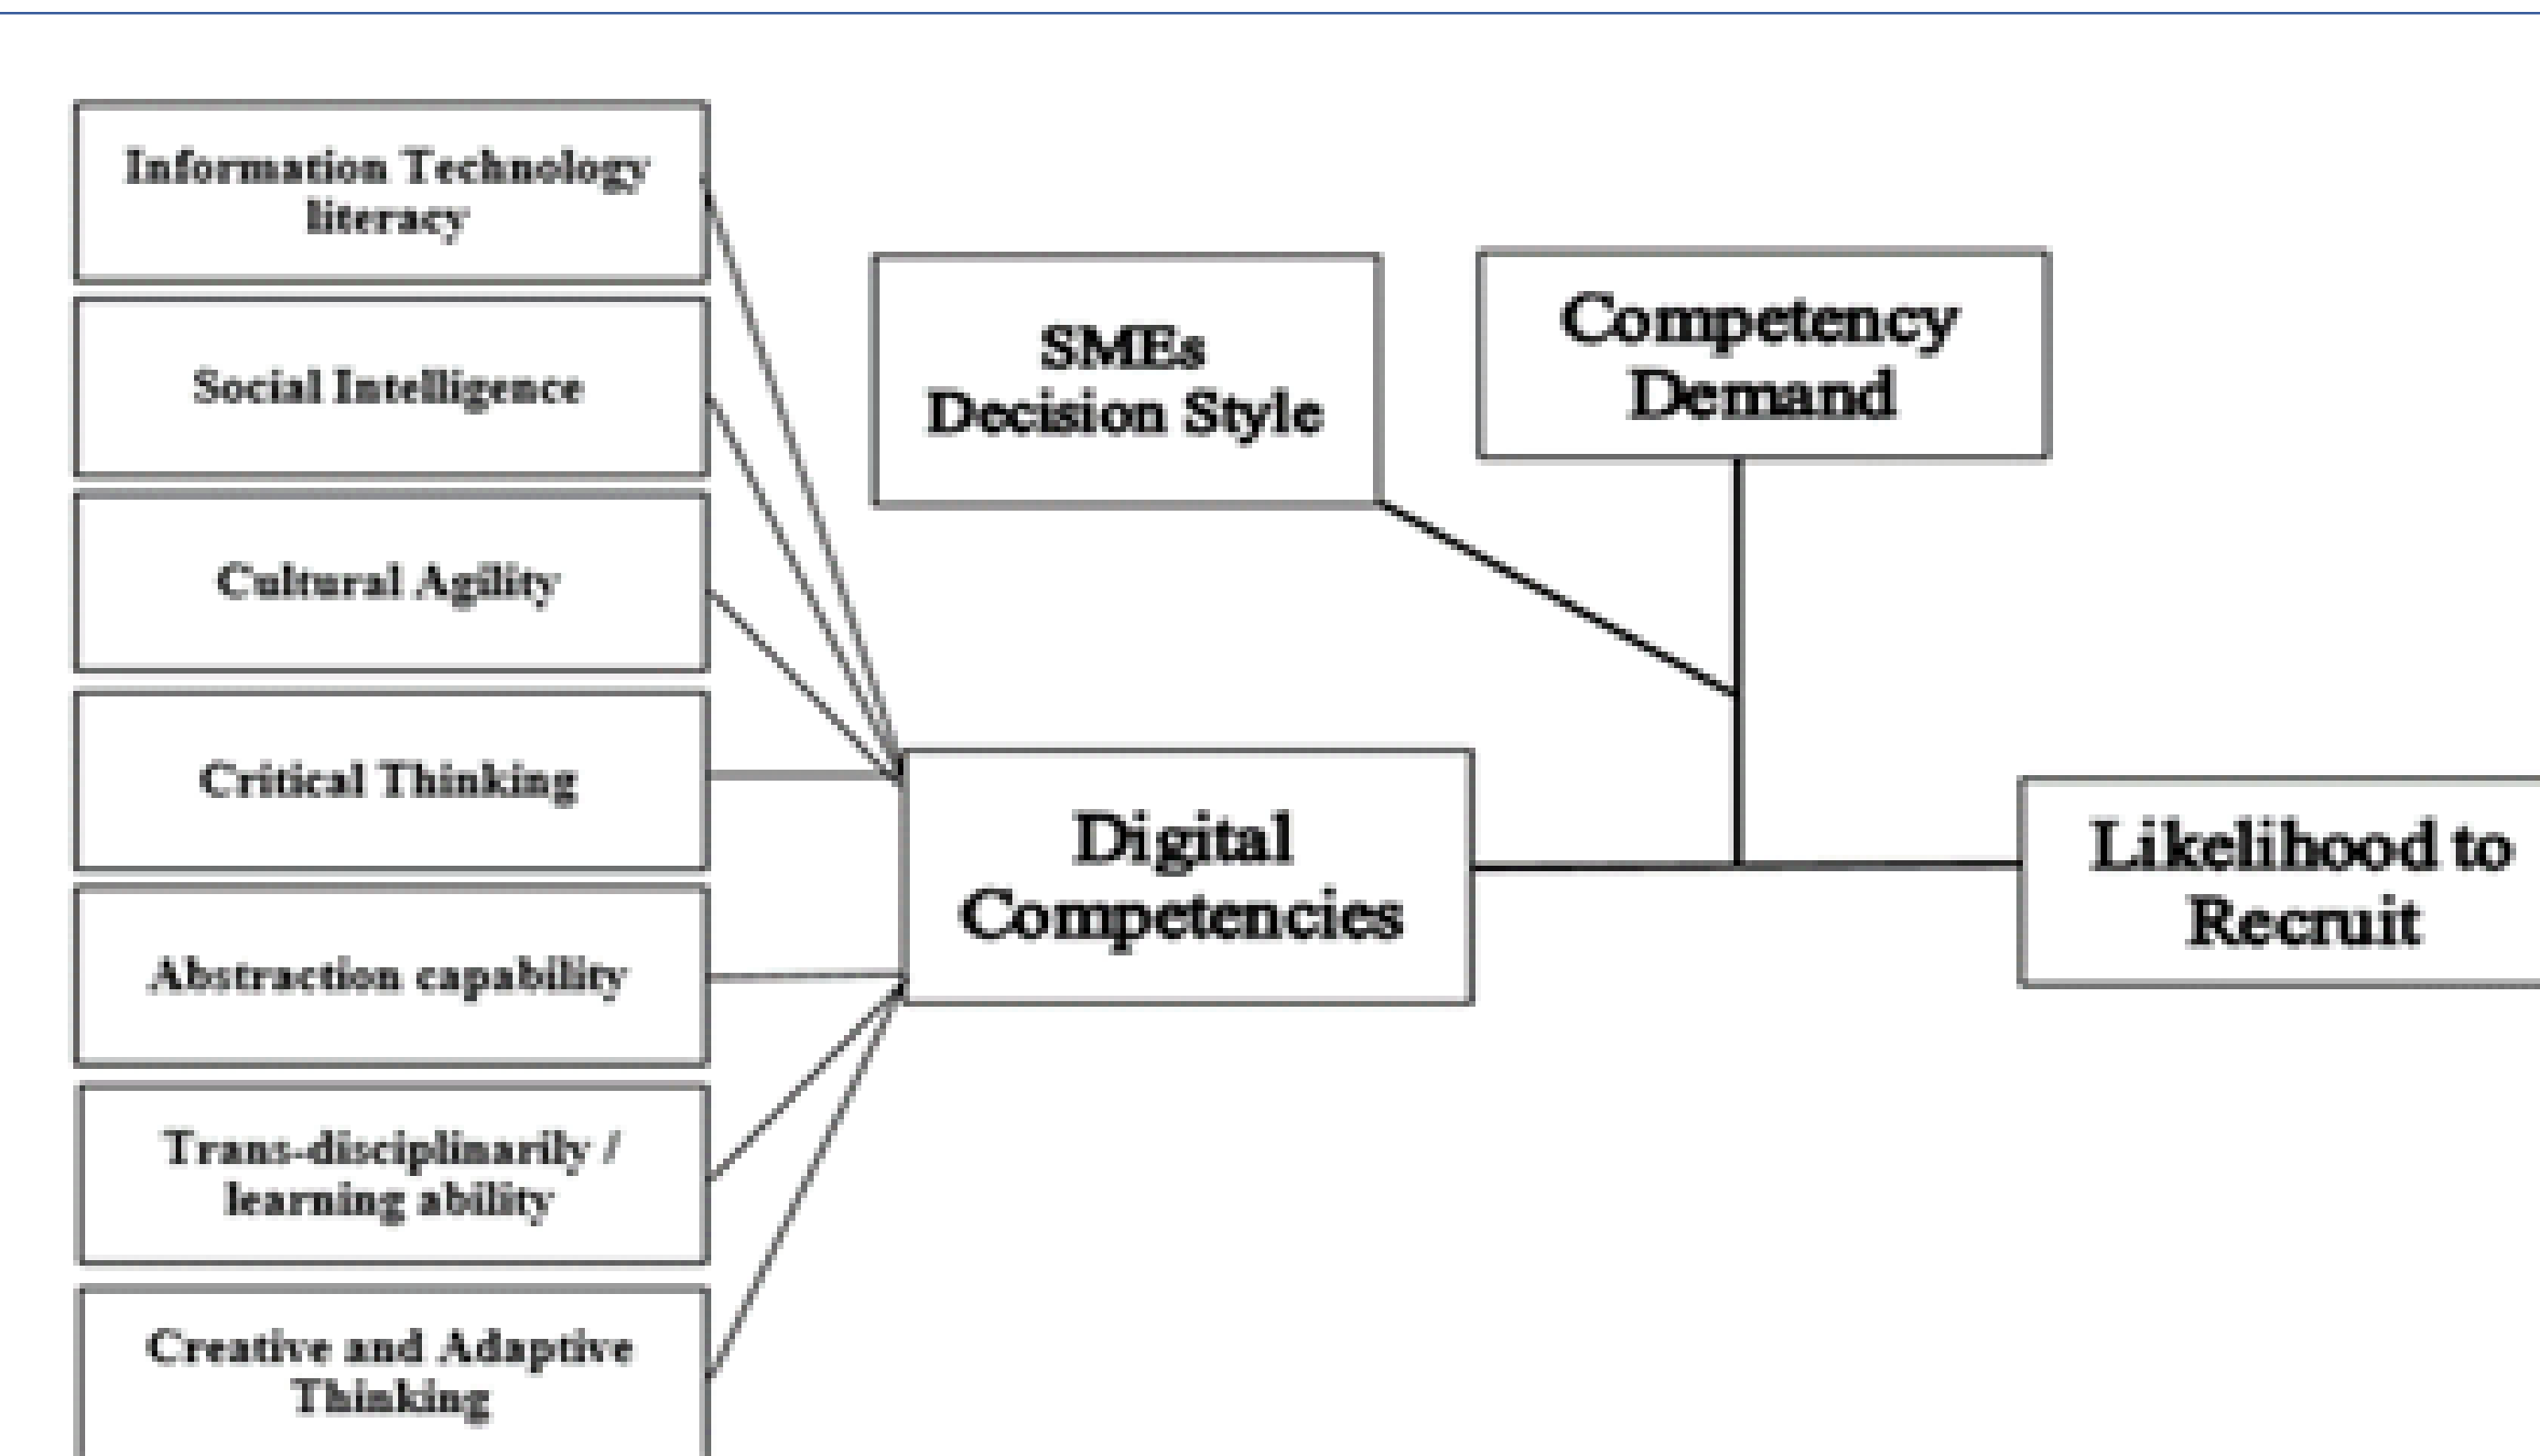 Information Technology
literacy
Social Intelligence
Cultural Agility
Critical Thinking
Abstraction capability
Trans-disciplinarily /
learning ability
Creative and Adaptive
Thinking
SMEs
Decision Style
Competency
Demand
Digital
Competencies
Likelihood to
Recruit